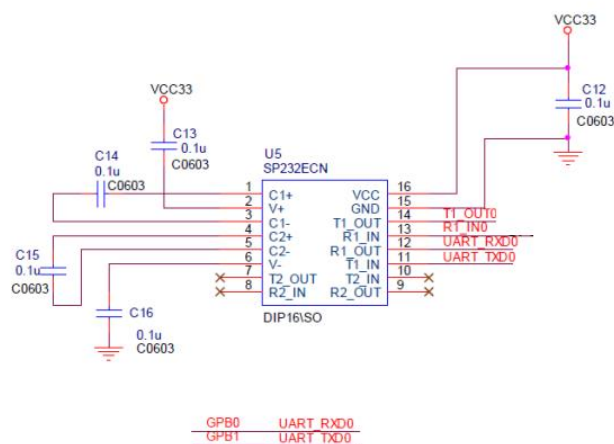 VCC33
VCC33
C12
0.1u
C0603
C13
0.1u
C0603
C14
0.1u
C0603
U5
SP232ECN
1 C1+ VCC 16
2 V+ GND 15
3 C1- T1_OUT 14 T1_OUT0
4 C2+ R1_IN 13 R1_IN0
5 C2- R1_OUT 12 UART_RXD0
6 V- T1_IN 11 UART_TXD0
7 T2_OUT T2_IN 10
8 R2_IN R2_OUT 9
DIP16\SO
C15
0.1u
C0603
C16
0.1u
C0603
GPB0 UART_RXD0
GPB1 UART_TXD0